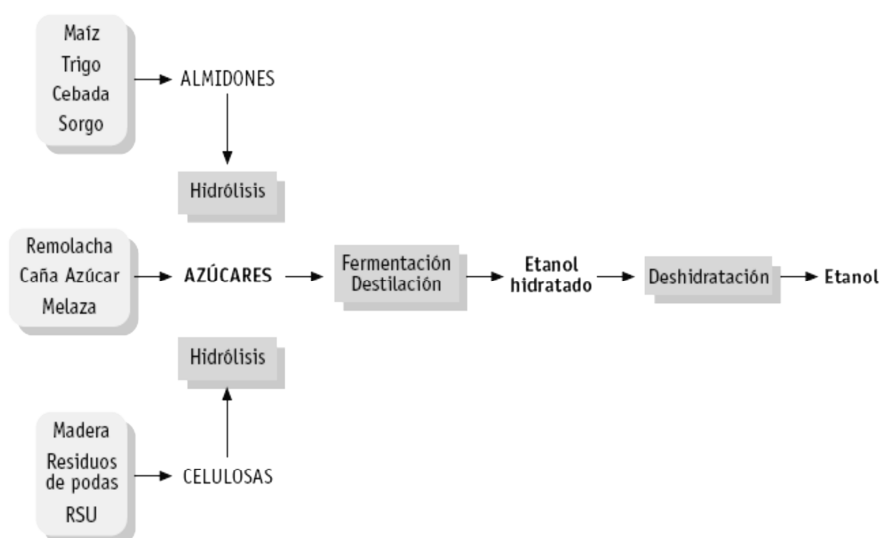 Maíz
Trigo
Cebada
Sorgo
ALMIDONES
Hidrólisis
Remolacha
Caña Azúcar
Melaza
AZÚCARES
Fermentación
Destilación
Etanol
hidratado
Deshidratación
Etanol
Hidrólisis
Madera
Residuos
de podas
RSU
CELULOSAS